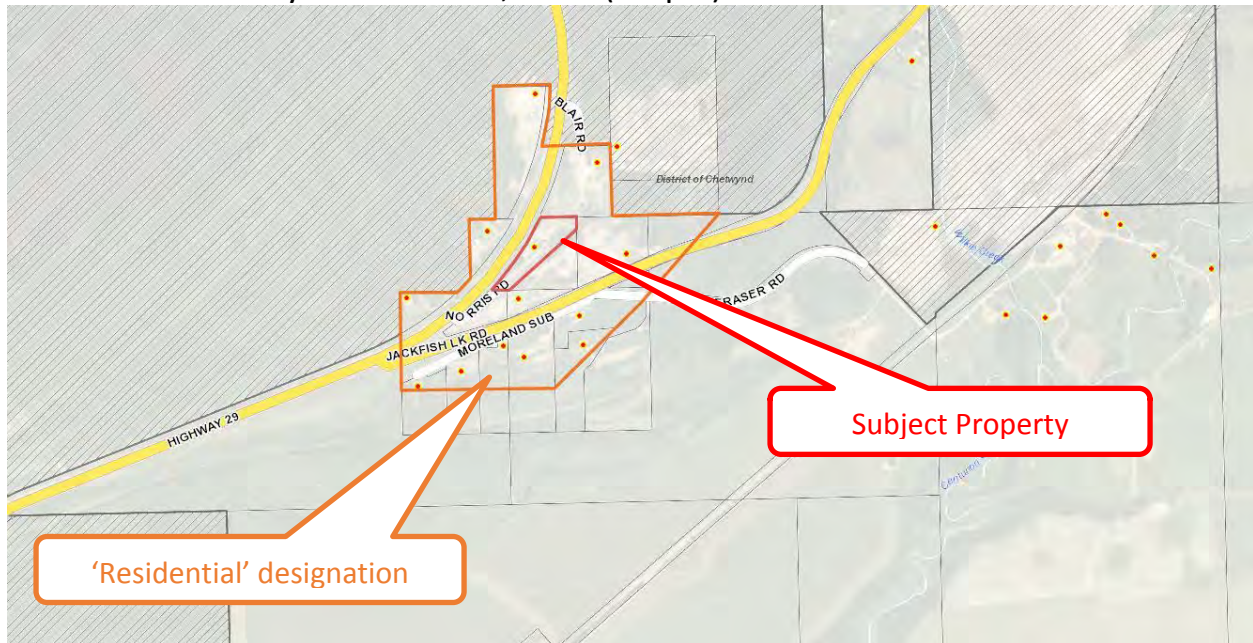 BLAIR RD
District of Chetwynd
NORRIS RD
FRASER RD
MORELAND SUB
JACKFISH LK RD
HIGHWAY 29
Subject Property
‘Residential’ designation